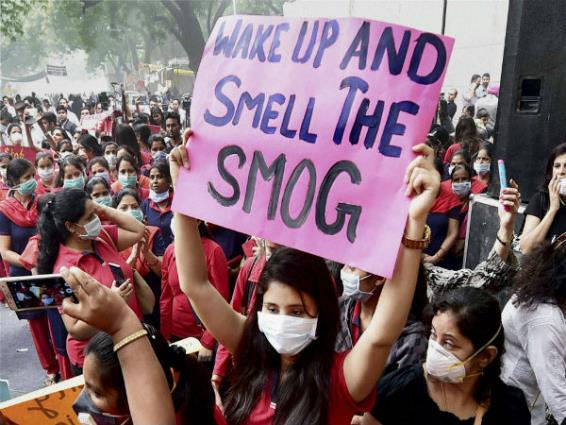 WAKE UP AND
SMELL THE
SMOG